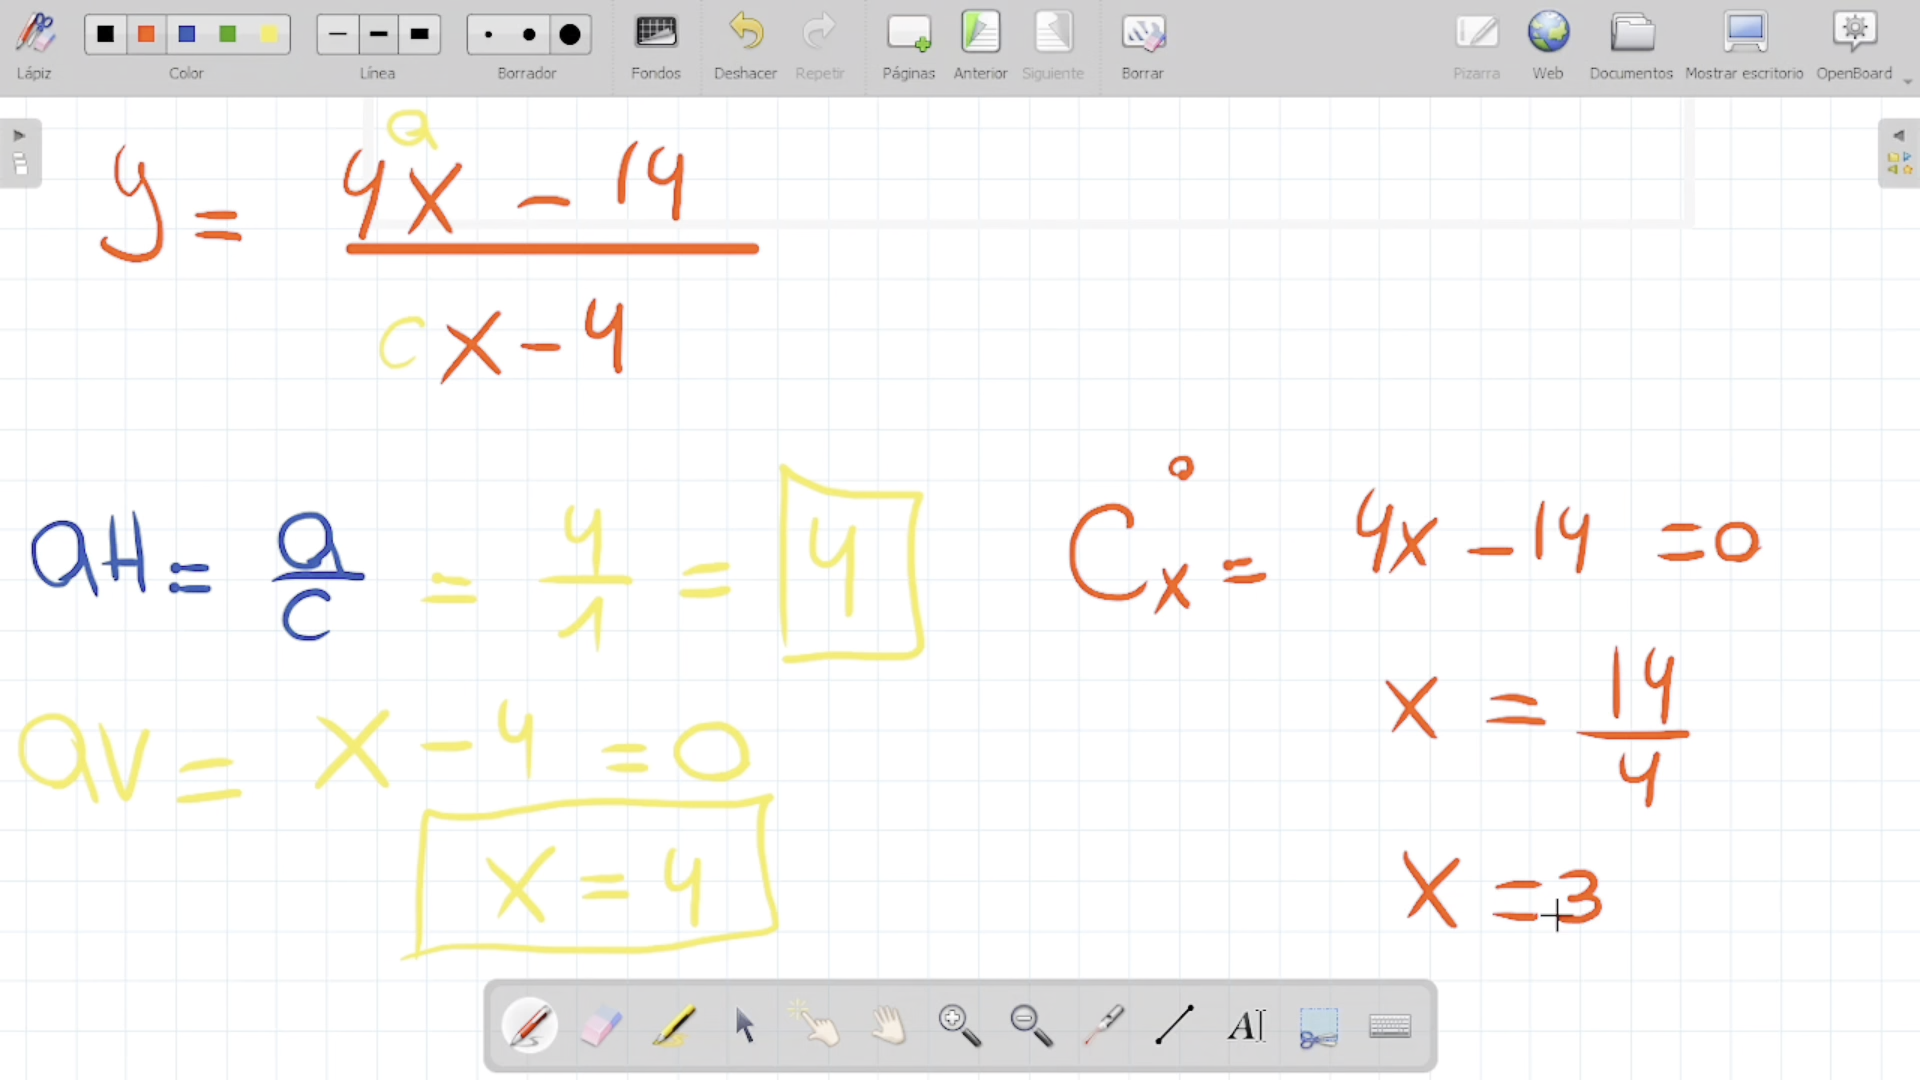 Lápiz Color Línea Borrador Fondos Deshacer Repetir Páginas Anterior Siguiente Borrar Pizarra Web Documentos Mostrar escritorio OpenBoard
a
y = 4x - 14
cx - 4
aH = a/c = 4/1 = 4
Cx° = 4x - 14 = 0
x = 14/4
aV = x - 4 = 0
x = 4
x = 3